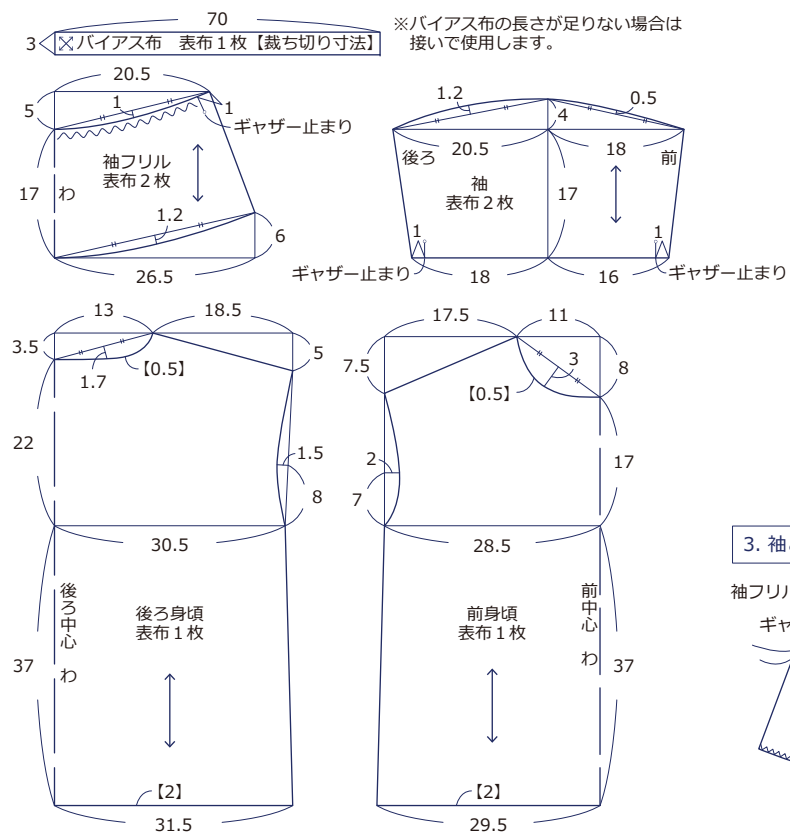 70
3
バイアス布 表布1枚【裁ち切り寸法】
※バイアス布の長さが足りない場合は
接いで使用します。
20.5
5
1
1
ギャザー止まり
袖フリル
表布2枚
17
わ
1.2
6
26.5
1.2
0.5
4
後ろ
20.5
18
前
袖
表布2枚
17
1
1
ギャザー止まり
18
16
ギャザー止まり
13
18.5
3.5
5
1.7
【0.5】
22
1.5
8
30.5
後ろ中心 わ
後ろ身頃
表布1枚
37
【2】
31.5
17.5
11
7.5
3
8
【0.5】
2
17
7
28.5
前身頃
表布1枚
前中心 わ
37
【2】
29.5
3. 袖
袖フリル
ギャ